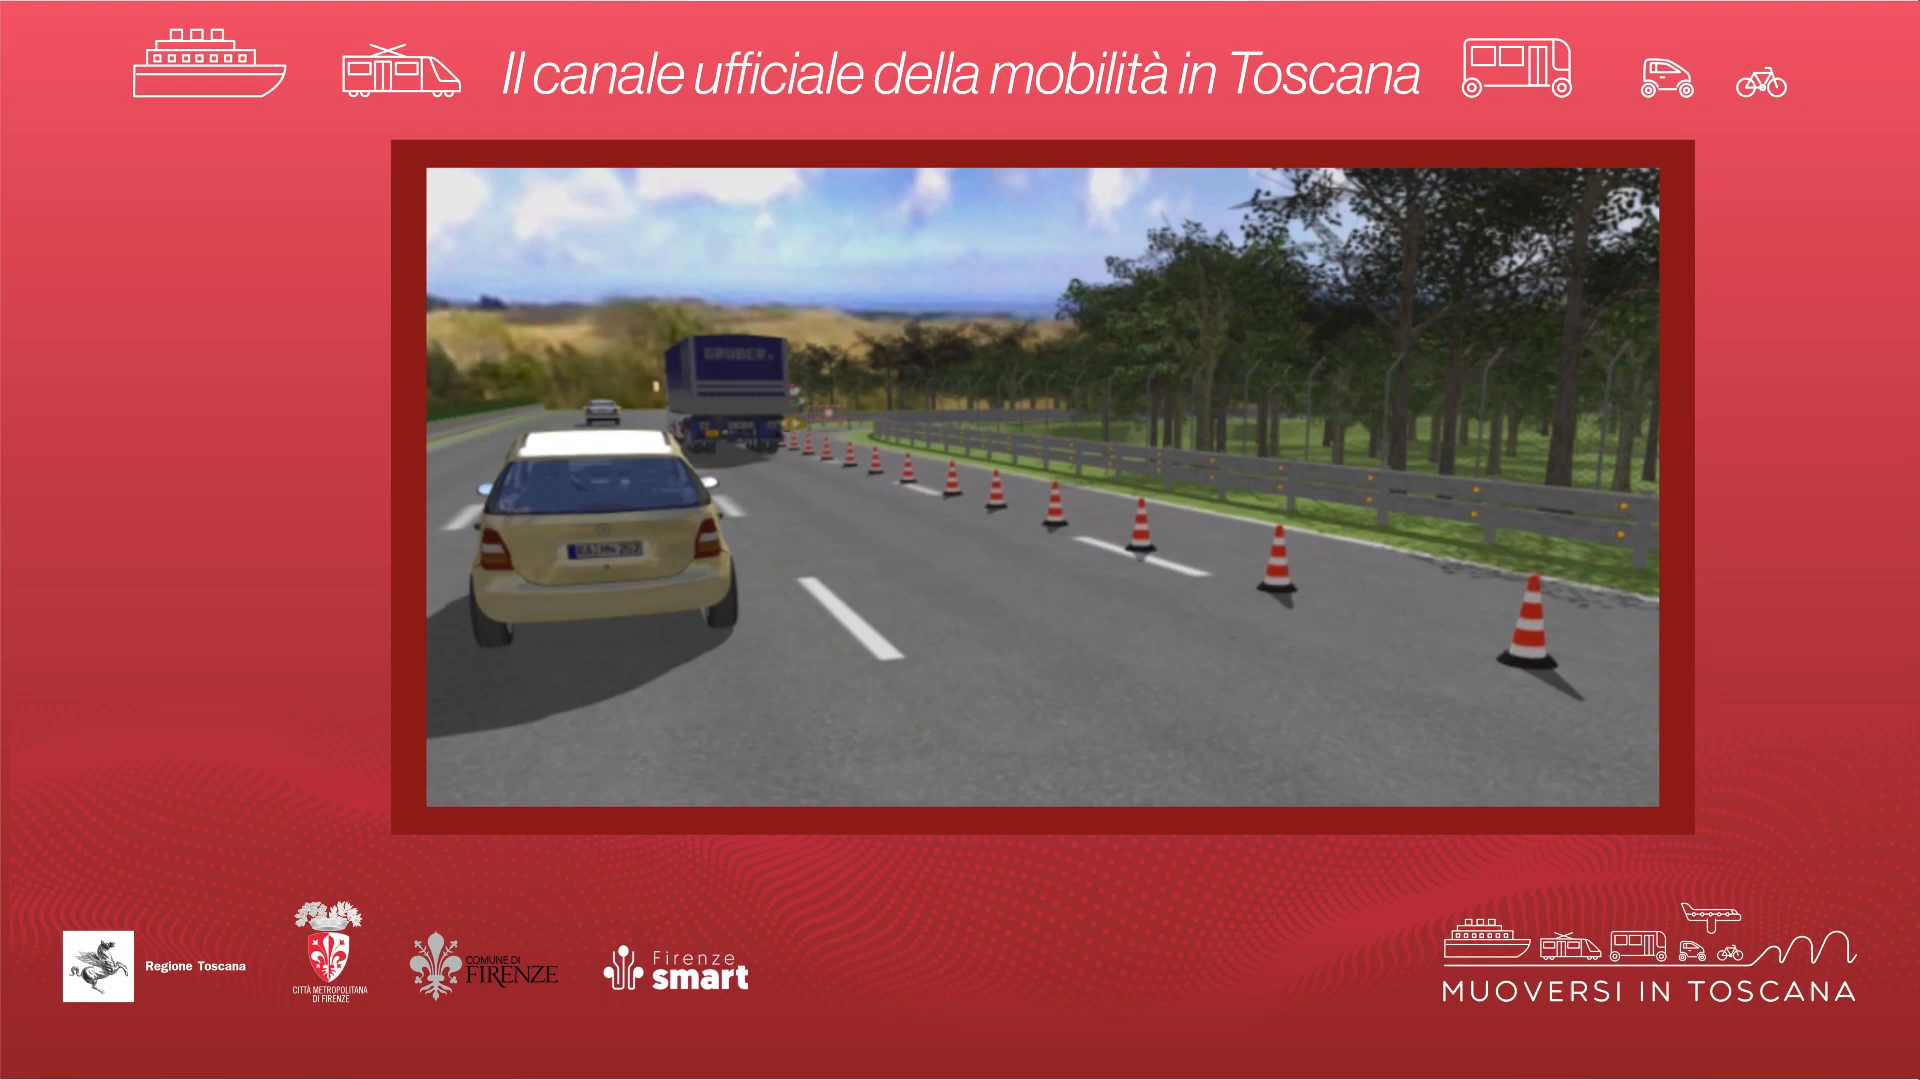 Il canale ufficiale della mobilità in Toscana
GRUBER.
Regione Toscana
CITTÀ METROPOLITANA
DI FIRENZE
COMUNE DI
FIRENZE
Firenze
smart
MUOVERSI IN TOSCANA